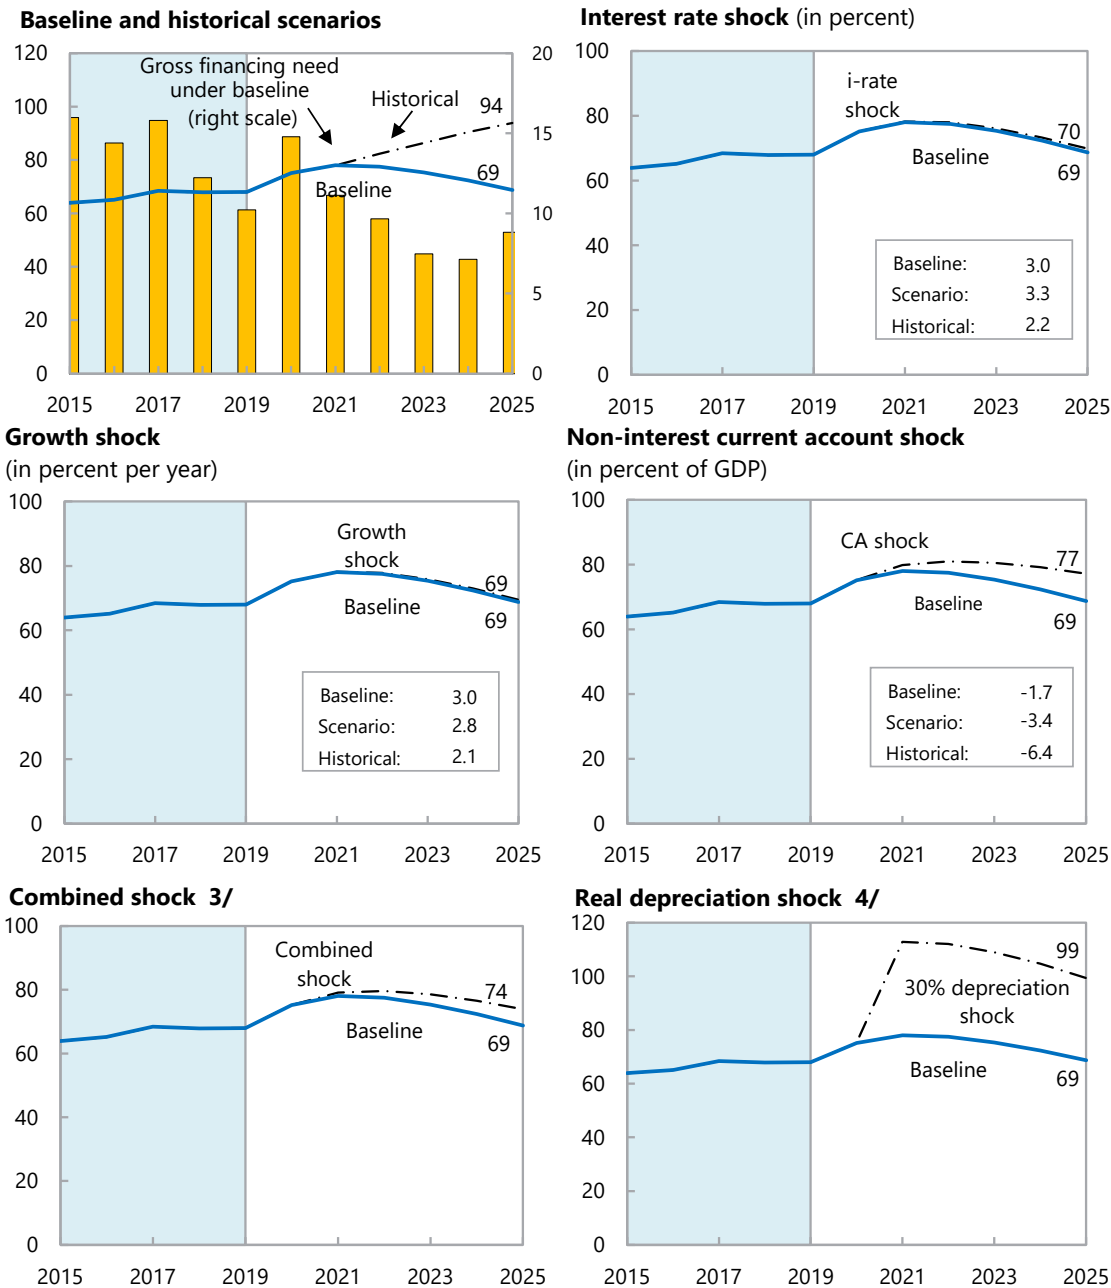 Baseline and historical scenarios
120
100
80
60
40
20
0
20
15
10
5
0
Gross financing need
under baseline
(right scale)
Historical
94
69
Baseline
2015 2017 2019 2021 2023 2025
Interest rate shock (in percent)
100
80
60
40
20
0
i-rate
shock
70
Baseline
69
Baseline: 3.0
Scenario: 3.3
Historical: 2.2
2015 2017 2019 2021 2023 2025
Growth shock
(in percent per year)
100
80
60
40
20
0
Growth
shock
69
Baseline
69
Baseline: 3.0
Scenario: 2.8
Historical: 2.1
2015 2017 2019 2021 2023 2025
Non-interest current account shock
(in percent of GDP)
100
80
60
40
20
0
CA shock
77
Baseline
69
Baseline: -1.7
Scenario: -3.4
Historical: -6.4
2015 2017 2019 2021 2023 2025
Combined shock 3/
100
80
60
40
20
0
Combined
shock
74
Baseline
69
2015 2017 2019 2021 2023 2025
Real depreciation shock 4/
120
100
80
60
40
20
0
99
30% depreciation
shock
Baseline
69
2015 2017 2019 2021 2023 2025